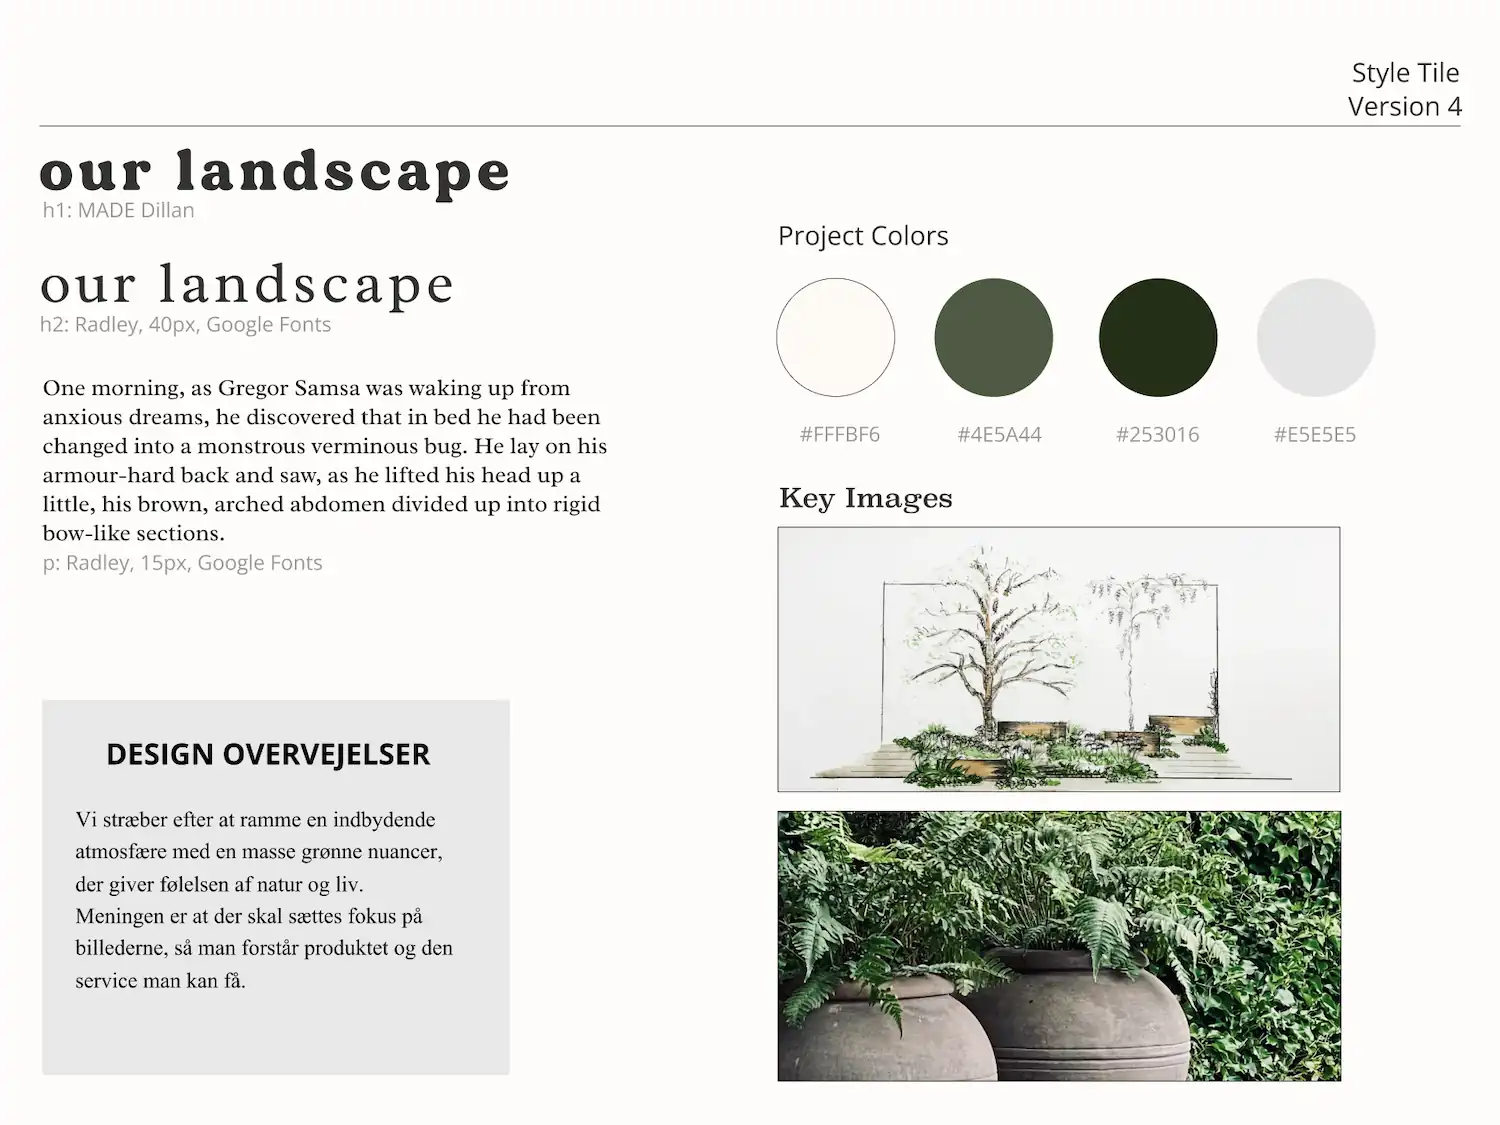 Style Tile
Version 4
our landscape
h1: MADE Dillan
our landscape
h2: Radley, 40px, Google Fonts
One morning, as Gregor Samsa was waking up from
anxious dreams, he discovered that in bed he had been
changed into a monstrous verminous bug. He lay on his
armour-hard back and saw, as he lifted his head up a
little, his brown, arched abdomen divided up into rigid
bow-like sections.
p: Radley, 15px, Google Fonts
DESIGN OVERVEJELSER
Vi stræber efter at ramme en indbydende
atmosfære med en masse grønne nuancer,
der giver følelsen af natur og liv.
Meningen er at der skal sættes fokus på
billederne, så man forstår produktet og den
service man kan få.
Project Colors
#FFFBF6
#4E5A44
#253016
#E5E5E5
Key Images